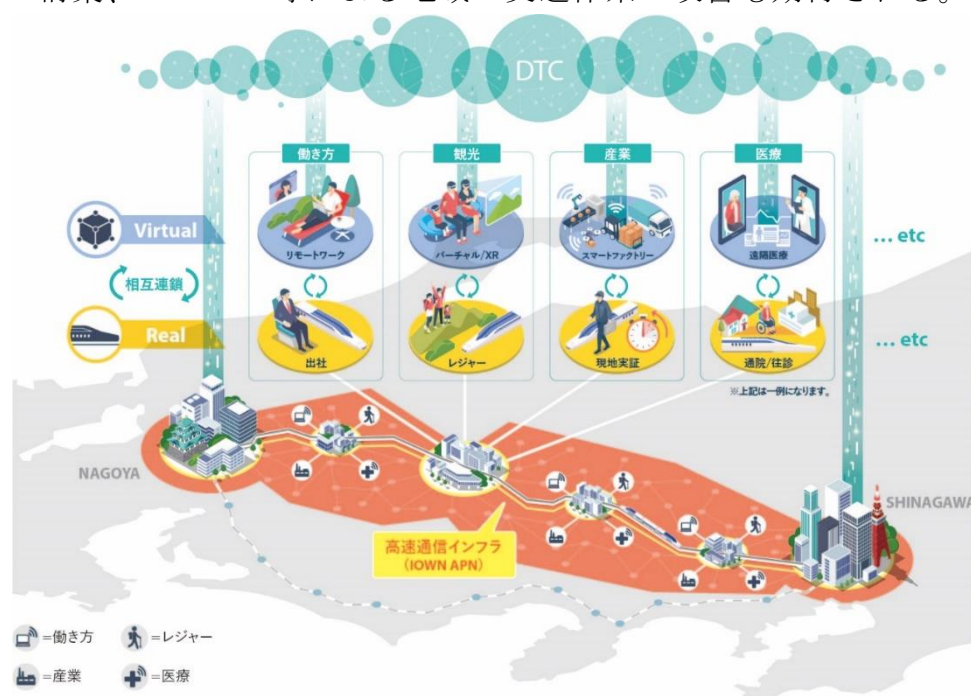 DTC
働き方
観光
産業
医療
Virtual
リモートワーク
バーチャル/XR
スマートファクトリー
遠隔医療
... etc
相互連鎖
Real
出社
レジャー
現地実証
通院/往診
... etc
※上記は一例になります。
NAGOYA
SHINAGAWA
高速通信インフラ
(IOWN APN)
=働き方
=レジャー
=産業
=医療